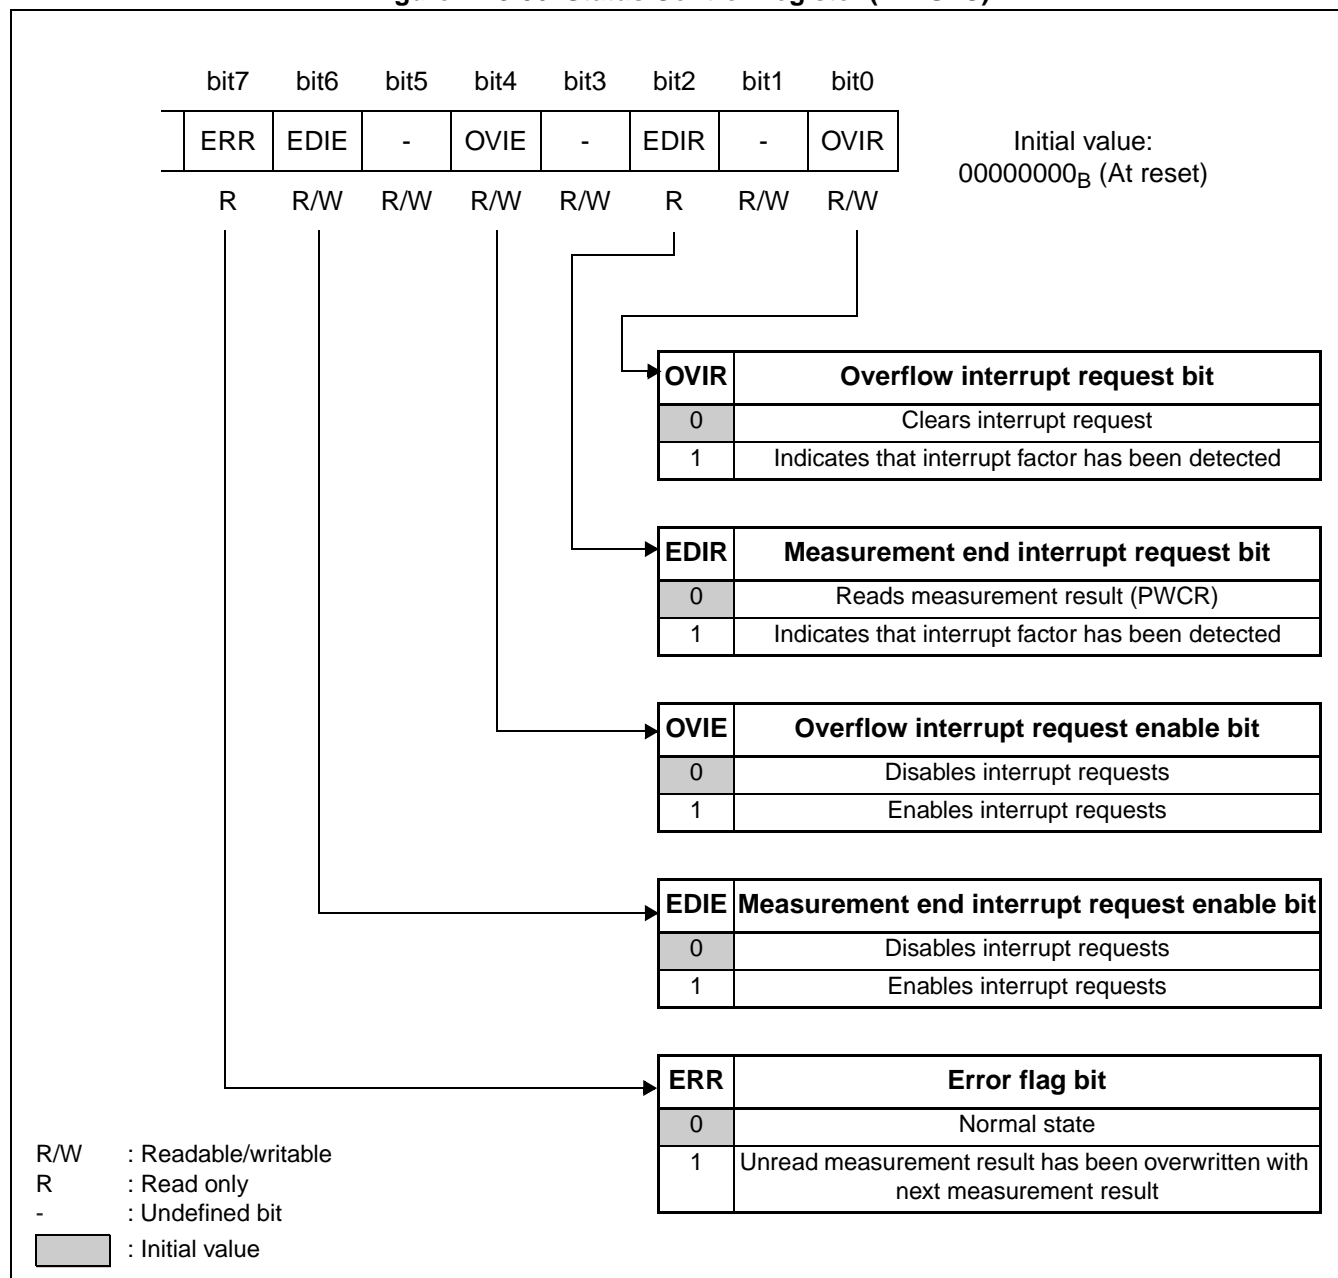 bit7 bit6 bit5 bit4 bit3 bit2 bit1 bit0
ERR EDIE - OVIE - EDIR - OVIR
R R/W R/W R/W R/W R R/W R/W
Initial value:
00000000B (At reset)
OVIR Overflow interrupt request bit
0 Clears interrupt request
1 Indicates that interrupt factor has been detected
EDIR Measurement end interrupt request bit
0 Reads measurement result (PWCR)
1 Indicates that interrupt factor has been detected
OVIE Overflow interrupt request enable bit
0 Disables interrupt requests
1 Enables interrupt requests
EDIE Measurement end interrupt request enable bit
0 Disables interrupt requests
1 Enables interrupt requests
ERR Error flag bit
0 Normal state
1 Unread measurement result has been overwritten with
next measurement result
R/W : Readable/writable
R : Read only
- : Undefined bit
: Initial value